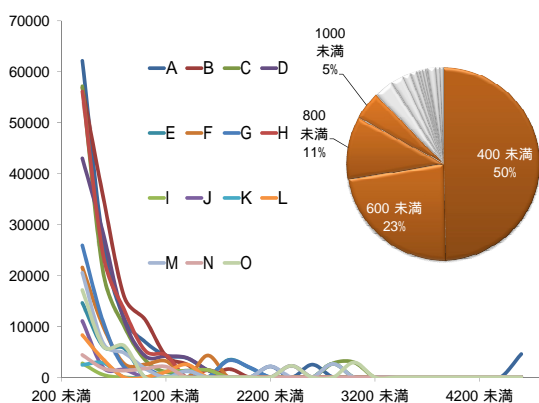 70000
60000
50000
40000
30000
20000
10000
0
200 未満
1200 未満
2200 未満
3200 未満
4200 未満
A B C D
E F G H
I J K L
M N O
1000
未満
5%
800
未満
11%
400 未満
50%
600 未満
23%